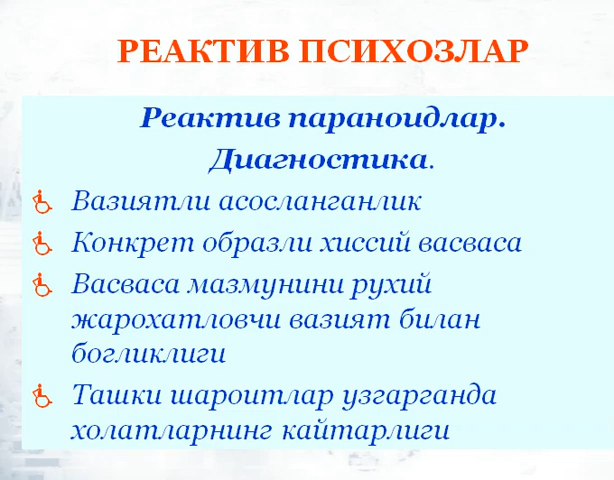 РЕАКТИВ ПСИХОЗЛАР
Реактив параноидлар.
Диагностика.
Вазиятли асосланганлик
Конкрет образли хиссий васваса
Васваса мазмунини рухий
жарохатловчи вазият билан
богликлиги
Ташки шароитлар узгарганда
холатларнинг кайтарлиги